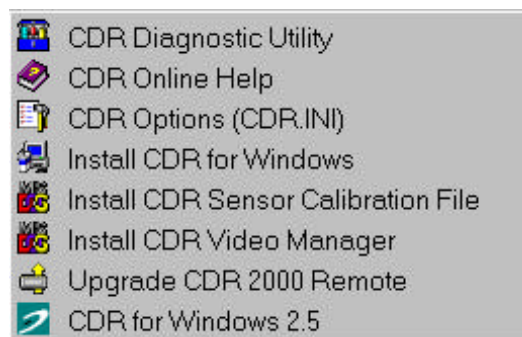 CDR Diagnostic Utility
CDR Online Help
CDR Options (CDR.INI)
Install CDR for Windows
Install CDR Sensor Calibration File
Install CDR Video Manager
Upgrade CDR 2000 Remote
CDR for Windows 2.5